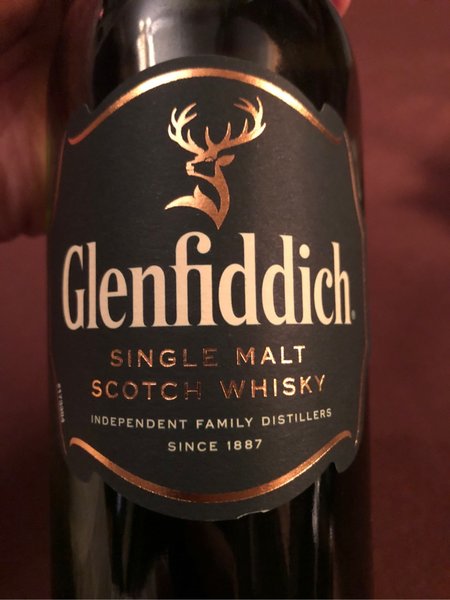 Glenfiddich®
SINGLE MALT
SCOTCH WHISKY
INDEPENDENT FAMILY DISTILLERS
SINCE 1887